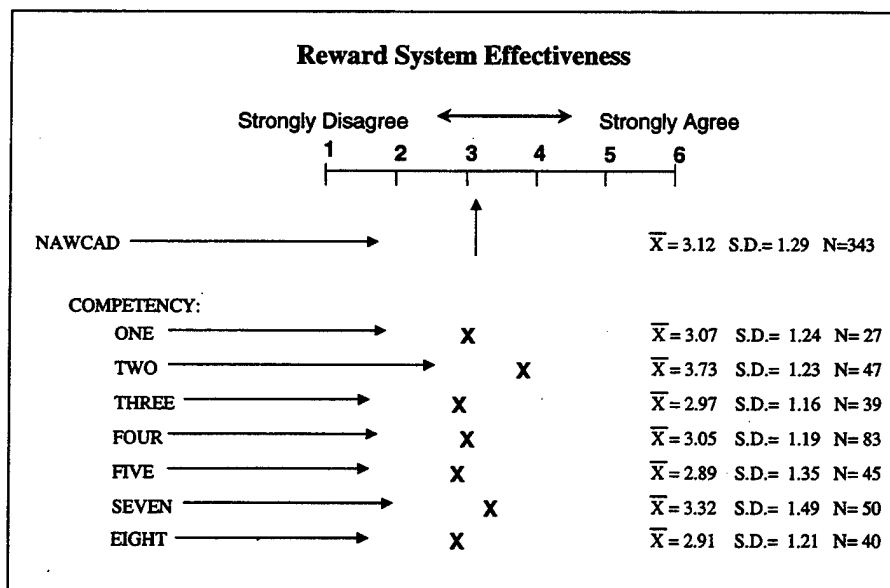 Reward System Effectiveness
Strongly Disagree Strongly Agree
1 2 3 4 5 6
NAWCAD X̄ = 3.12 S.D.= 1.29 N=343
COMPETENCY:
ONE X X̄ = 3.07 S.D.= 1.24 N= 27
TWO X X̄ = 3.73 S.D.= 1.23 N= 47
THREE X X̄ = 2.97 S.D.= 1.16 N= 39
FOUR X X̄ = 3.05 S.D.= 1.19 N= 83
FIVE X X̄ = 2.89 S.D.= 1.35 N= 45
SEVEN X X̄ = 3.32 S.D.= 1.49 N= 50
EIGHT X X̄ = 2.91 S.D.= 1.21 N= 40